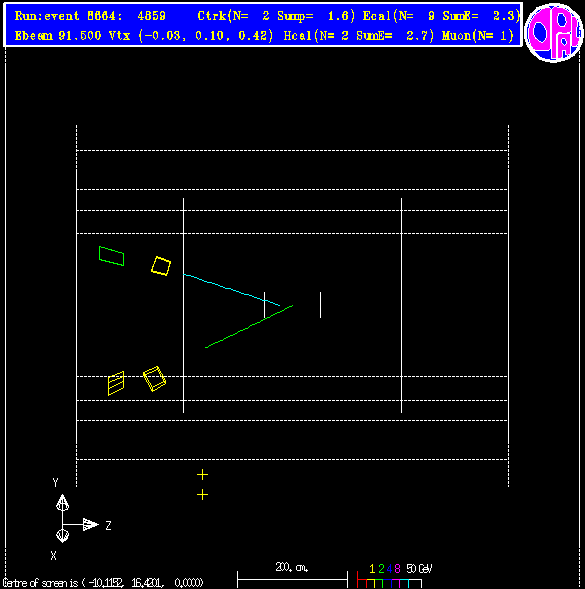 Run:event 8664: 4859 Ctrk(N= 2 Sump= 1.6) Ecal(N= 9 SumE= 2.3)
Ebeam 91.500 Vtx (-0.03, 0.10, 0.42) Hcal(N= 2 SumE= 2.7) Muon(N= 1)
OPAL
Y
Z
X
200. cm.
1 2 4 8 50 GeV
Centre of screen is ( -10.1152, 16.4201, 0.0000)